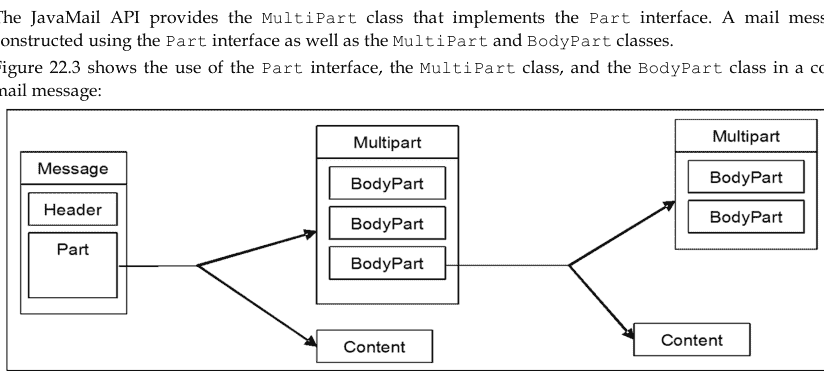 The JavaMail API provides the MultiPart class that implements the Part interface. A mail mess
constructed using the Part interface as well as the MultiPart and BodyPart classes.
Figure 22.3 shows the use of the Part interface, the MultiPart class, and the BodyPart class in a co
mail message:
Message
Header
Part
Multipart
BodyPart
BodyPart
BodyPart
Content
Multipart
BodyPart
BodyPart
Content